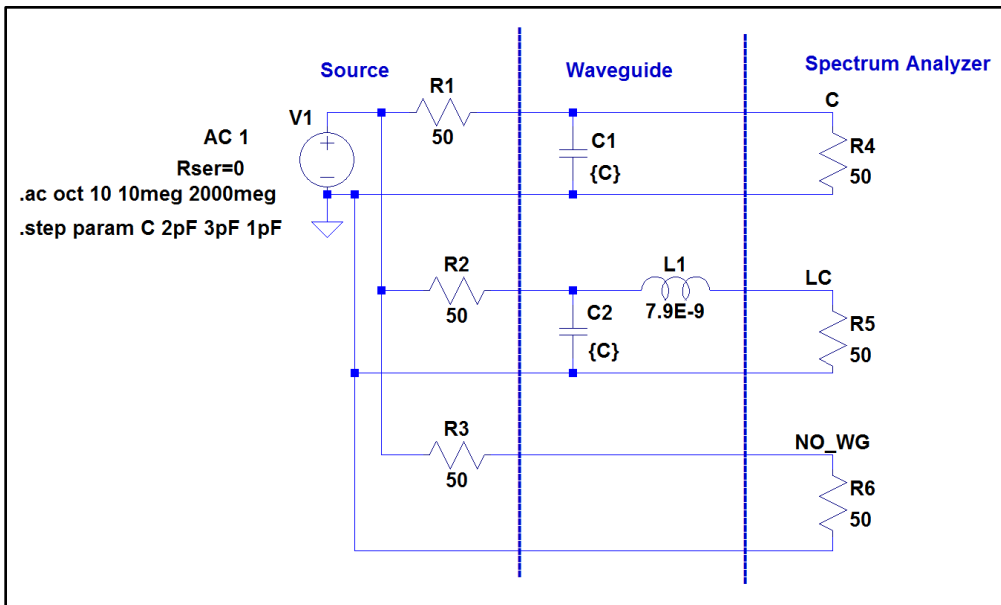 Source
Waveguide
Spectrum Analyzer
R1
50
V1
AC 1
Rser=0
.ac oct 10 10meg 2000meg
.step param C 2pF 3pF 1pF
C1
{C}
C
R4
50
R2
50
C2
{C}
L1
7.9E-9
LC
R5
50
R3
50
NO_WG
R6
50